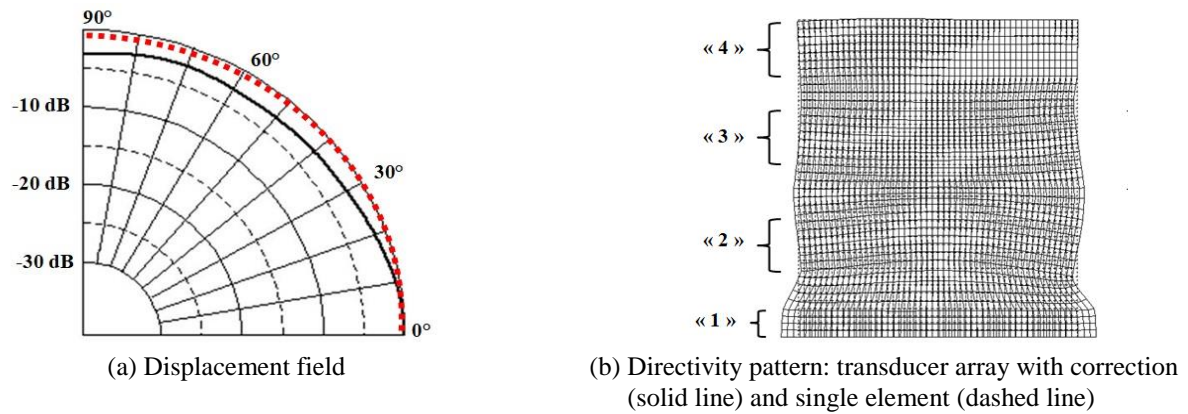 90°
60°
30°
0°
-10 dB
-20 dB
-30 dB
(a) Displacement field
« 4 »
« 3 »
« 2 »
« 1 »
(b) Directivity pattern: transducer array with correction
(solid line) and single element (dashed line)